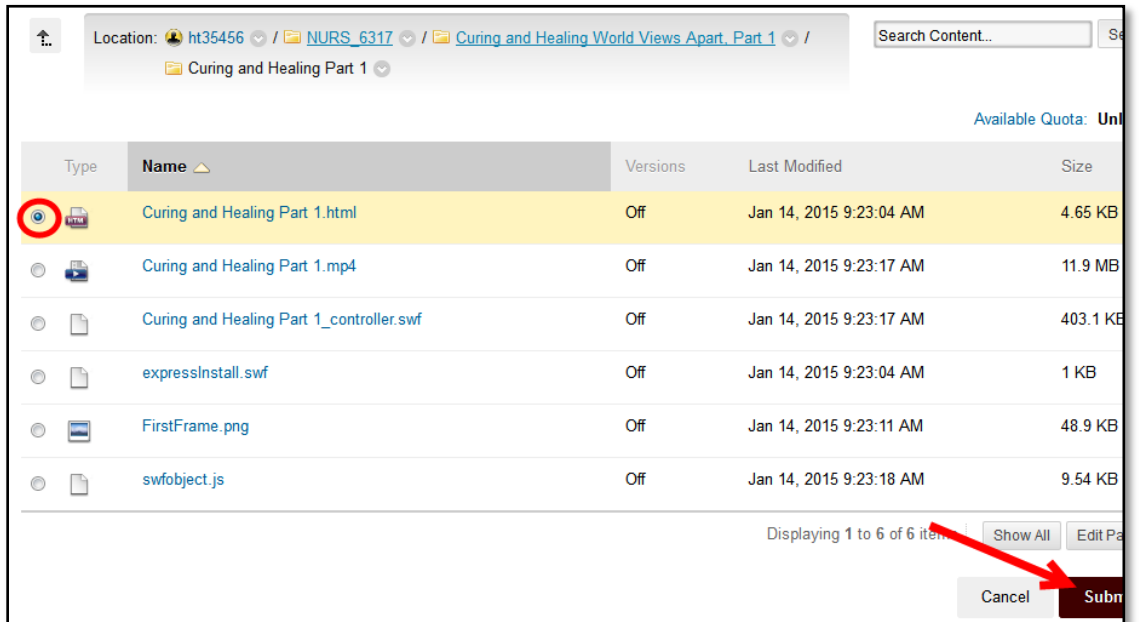 Location: ht35456 / NURS_6317 / Curing and Healing World Views Apart, Part 1 /
Search Content...
Curing and Healing Part 1
Available Quota:
Type Name Versions Last Modified Size
HTM Curing and Healing Part 1.html Off Jan 14, 2015 9:23:04 AM 4.65 KB
Curing and Healing Part 1.mp4 Off Jan 14, 2015 9:23:17 AM 11.9 MB
Curing and Healing Part 1_controller.swf Off Jan 14, 2015 9:23:17 AM 403.1 KB
expressInstall.swf Off Jan 14, 2015 9:23:04 AM 1 KB
FirstFrame.png Off Jan 14, 2015 9:23:11 AM 48.9 KB
swfobject.js Off Jan 14, 2015 9:23:18 AM 9.54 KB
Displaying 1 to 6 of 6 items Show All Edit
Cancel